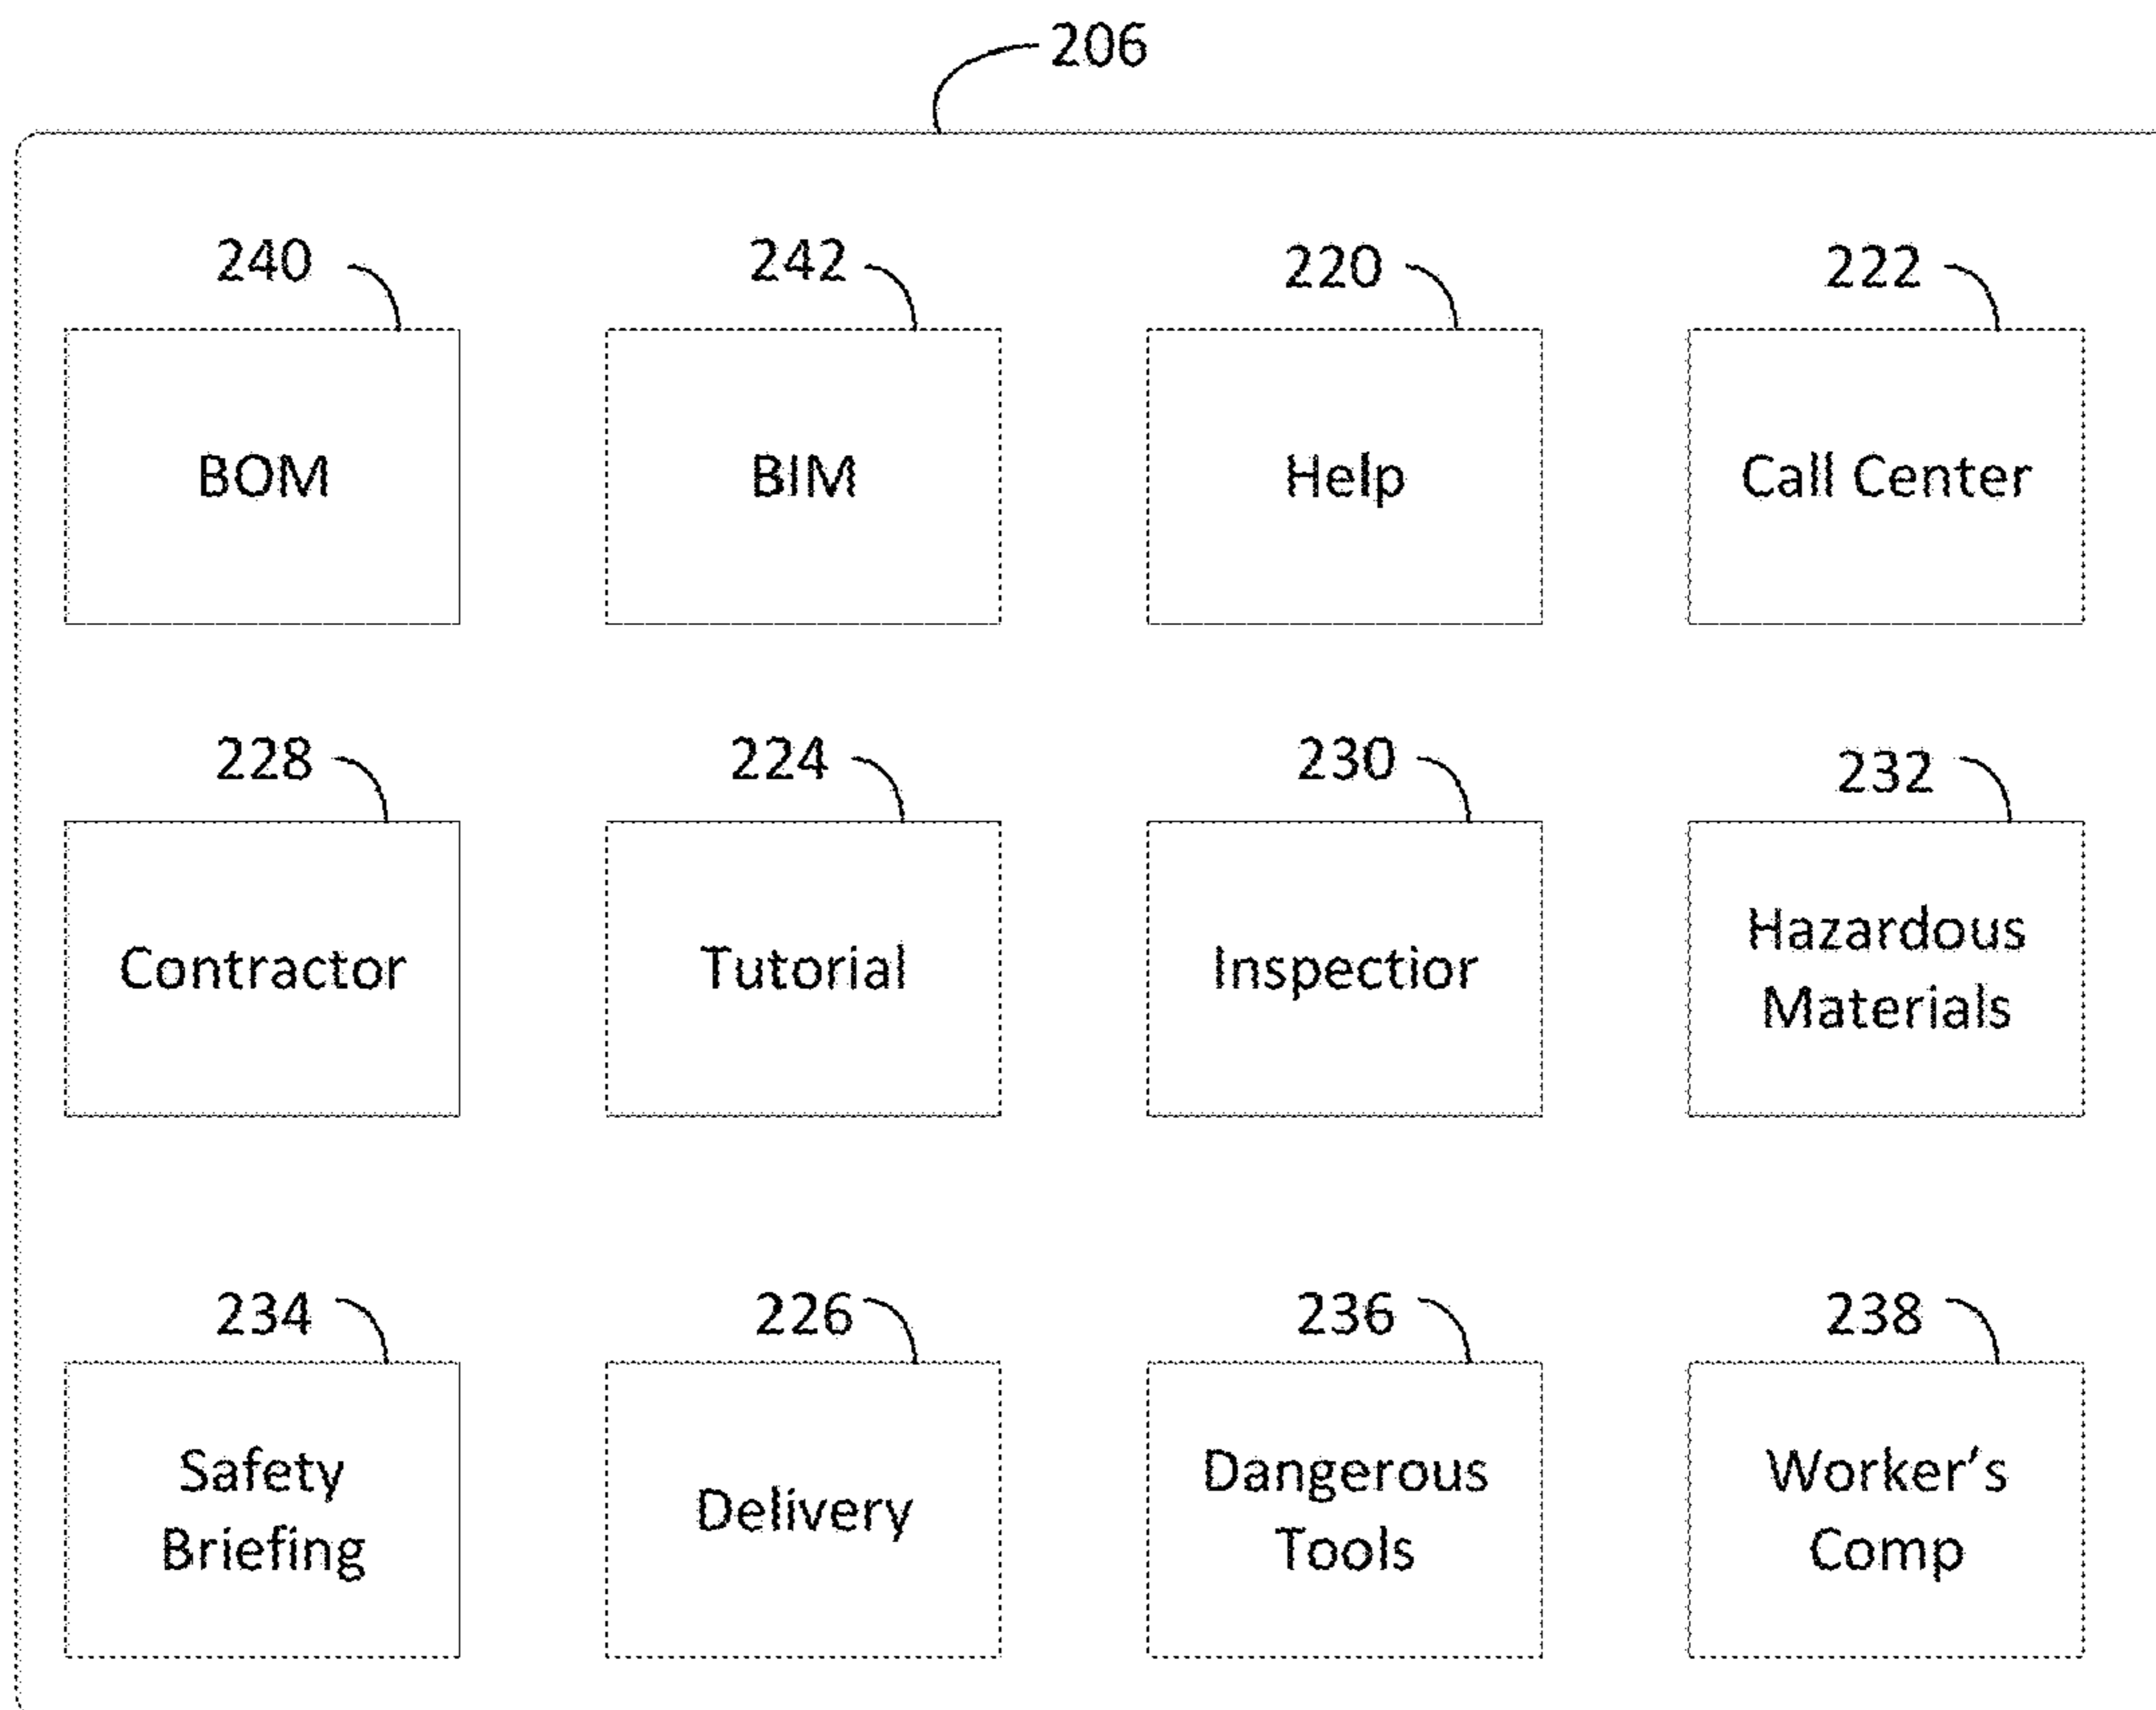 206
240 242 220 222
BOM BIM Help Call Center
228 224 230 232
Contractor Tutorial Inspectior Hazardous
Materials
234 226 236 238
Safety
Briefing
Delivery
Dangerous
Tools
Worker's
Comp